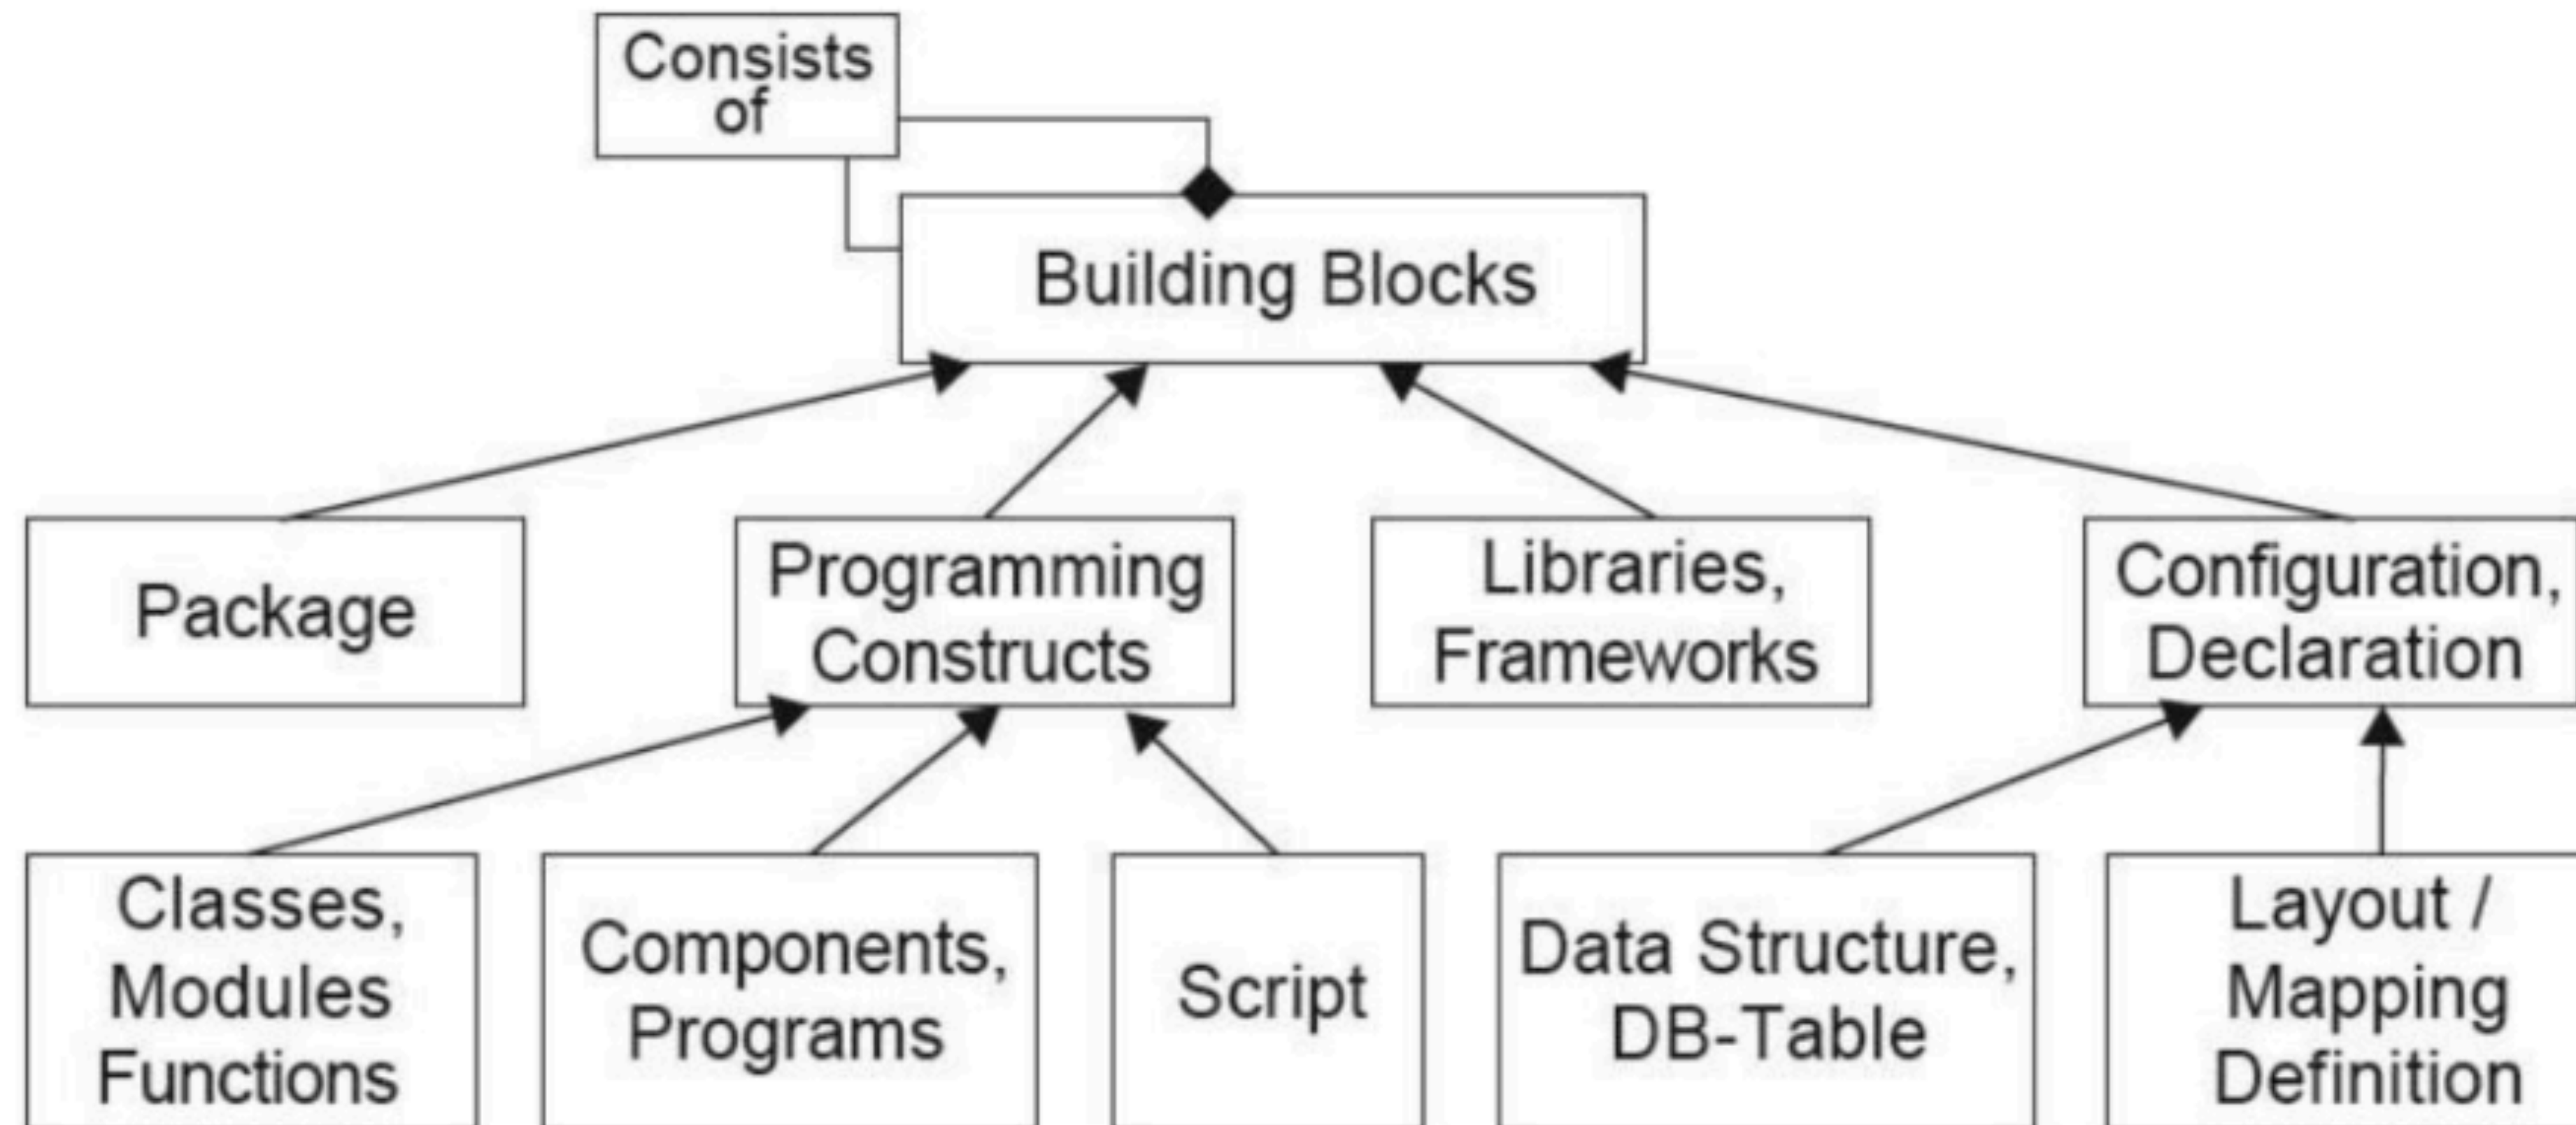 Consists
of
Building Blocks
Package
Programming
Constructs
Libraries,
Frameworks
Configuration,
Declaration
Classes,
Modules
Functions
Components,
Programs
Script
Data Structure,
DB-Table
Layout /
Mapping
Definition